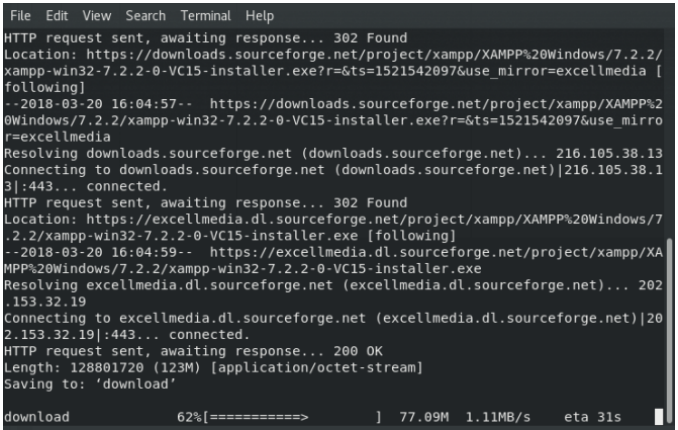 File Edit View Search Terminal Help
HTTP request sent, awaiting response... 302 Found
Location: https://downloads.sourceforge.net/project/xampp/XAMPP%20Windows/7.2.2/
xampp-win32-7.2.2-0-VC15-installer.exe?r=&ts=1521542097&use_mirror=excellmedia [
following]
--2018-03-20 16:04:57--  https://downloads.sourceforge.net/project/xampp/XAMPP%2
0Windows/7.2.2/xampp-win32-7.2.2-0-VC15-installer.exe?r=&ts=1521542097&use_mirro
r=excellmedia
Resolving downloads.sourceforge.net (downloads.sourceforge.net)... 216.105.38.13
Connecting to downloads.sourceforge.net (downloads.sourceforge.net)|216.105.38.1
3|:443... connected.
HTTP request sent, awaiting response... 302 Found
Location: https://excellmedia.dl.sourceforge.net/project/xampp/XAMPP%20Windows/7
.2.2/xampp-win32-7.2.2-0-VC15-installer.exe [following]
--2018-03-20 16:04:59--  https://excellmedia.dl.sourceforge.net/project/xampp/XA
MPP%20Windows/7.2.2/xampp-win32-7.2.2-0-VC15-installer.exe
Resolving excellmedia.dl.sourceforge.net (excellmedia.dl.sourceforge.net)... 202
.153.32.19
Connecting to excellmedia.dl.sourceforge.net (excellmedia.dl.sourceforge.net)|20
2.153.32.19|:443... connected.
HTTP request sent, awaiting response... 200 OK
Length: 128801720 (123M) [application/octet-stream]
Saving to: ‘download’
download             62%[===========>        ]  77.09M  1.11MB/s    eta 31s